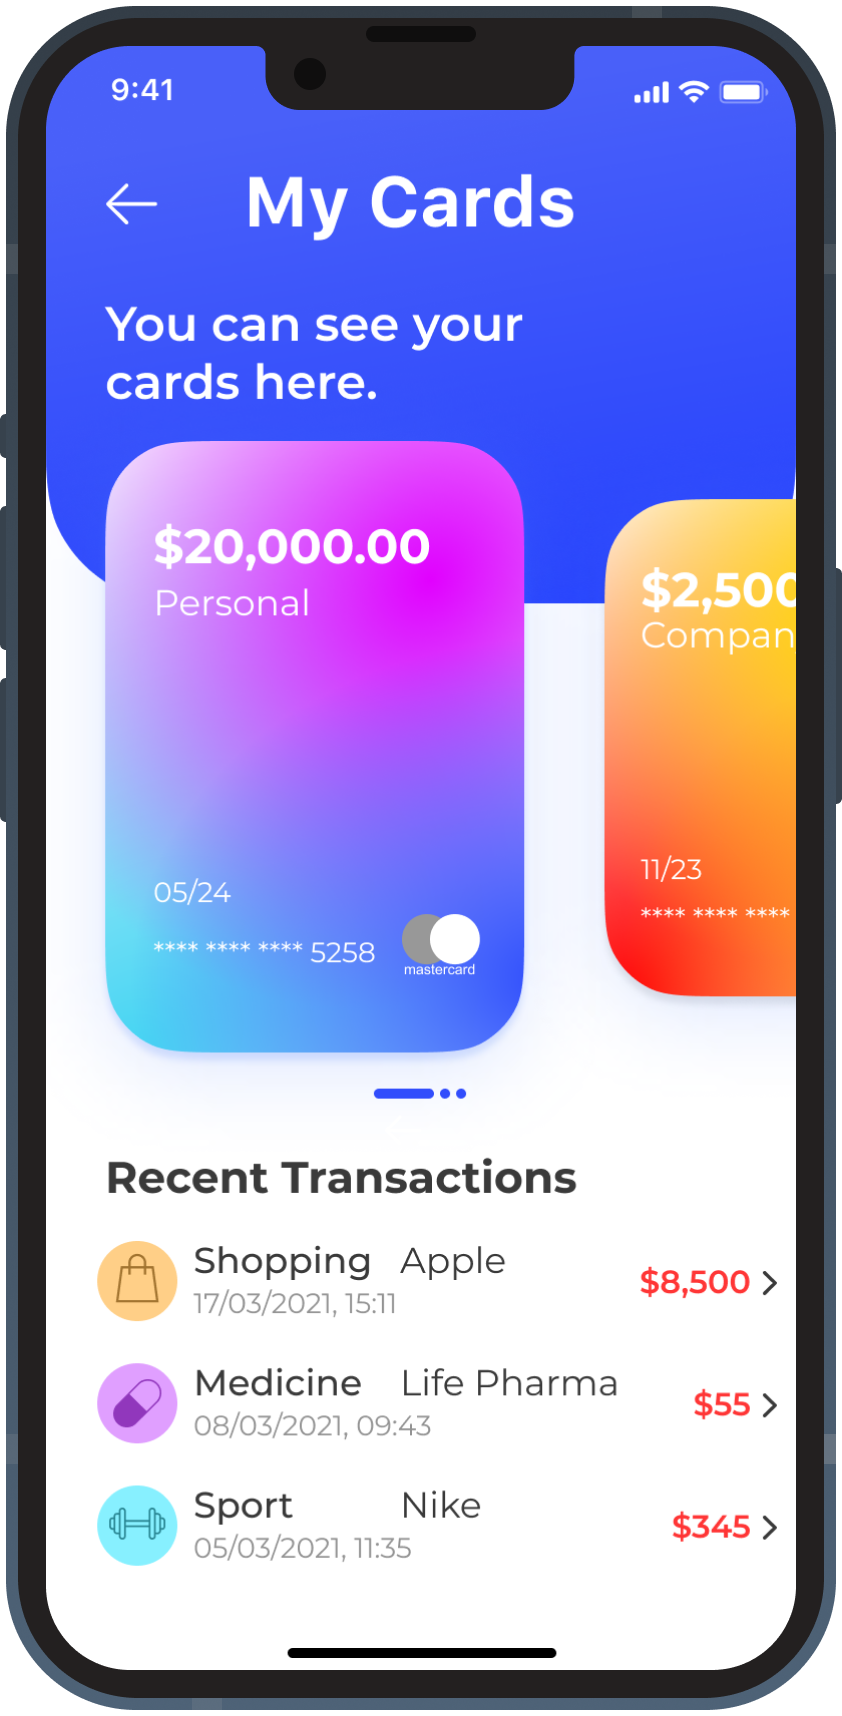 9:41
My Cards
You can see your
cards here.
$20,000.00
Personal
05/24
**** **** **** 5258
mastercard
$2,500
Compan
11/23
**** **** ****
Recent Transactions
Shopping Apple
17/03/2021, 15:11
$8,500
Medicine Life Pharma
08/03/2021, 09:43
$55
Sport Nike
05/03/2021, 11:35
$345